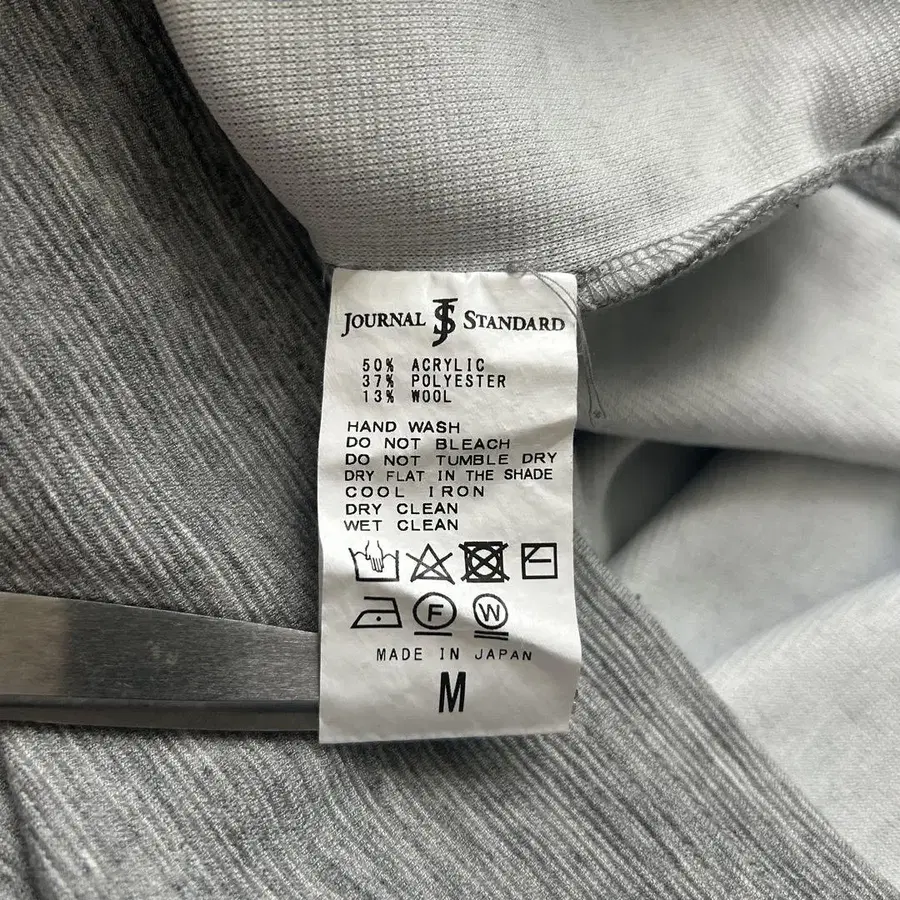 JOURNAL JS STANDARD
50% ACRYLIC
37% POLYESTER
13% WOOL
HAND WASH
DO NOT BLEACH
DO NOT TUMBLE DRY
DRY FLAT IN THE SHADE
COOL IRON
DRY CLEAN
WET CLEAN
F W
MADE IN JAPAN
M